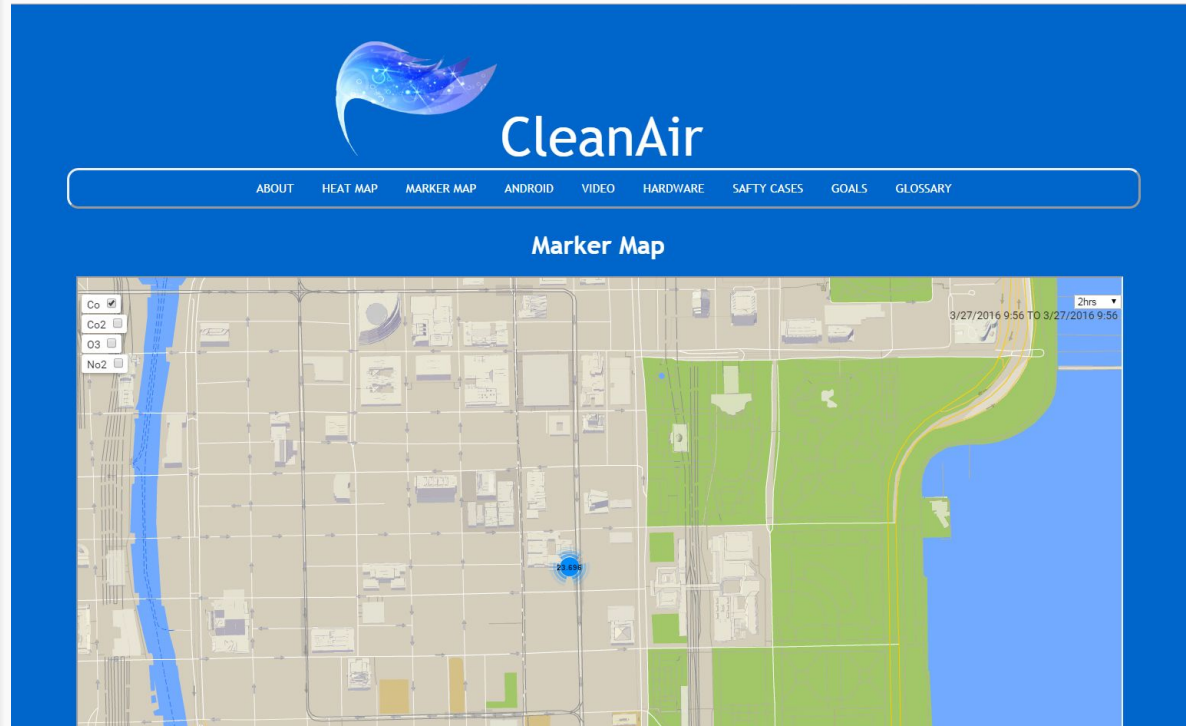 CleanAir
ABOUT HEAT MAP MARKER MAP ANDROID VIDEO HARDWARE SAFTY CASES GOALS GLOSSARY
Marker Map
Co
Co2
O3
No2
2hrs
3/27/2016 9:56 TO 3/27/2016 9:56
23.696